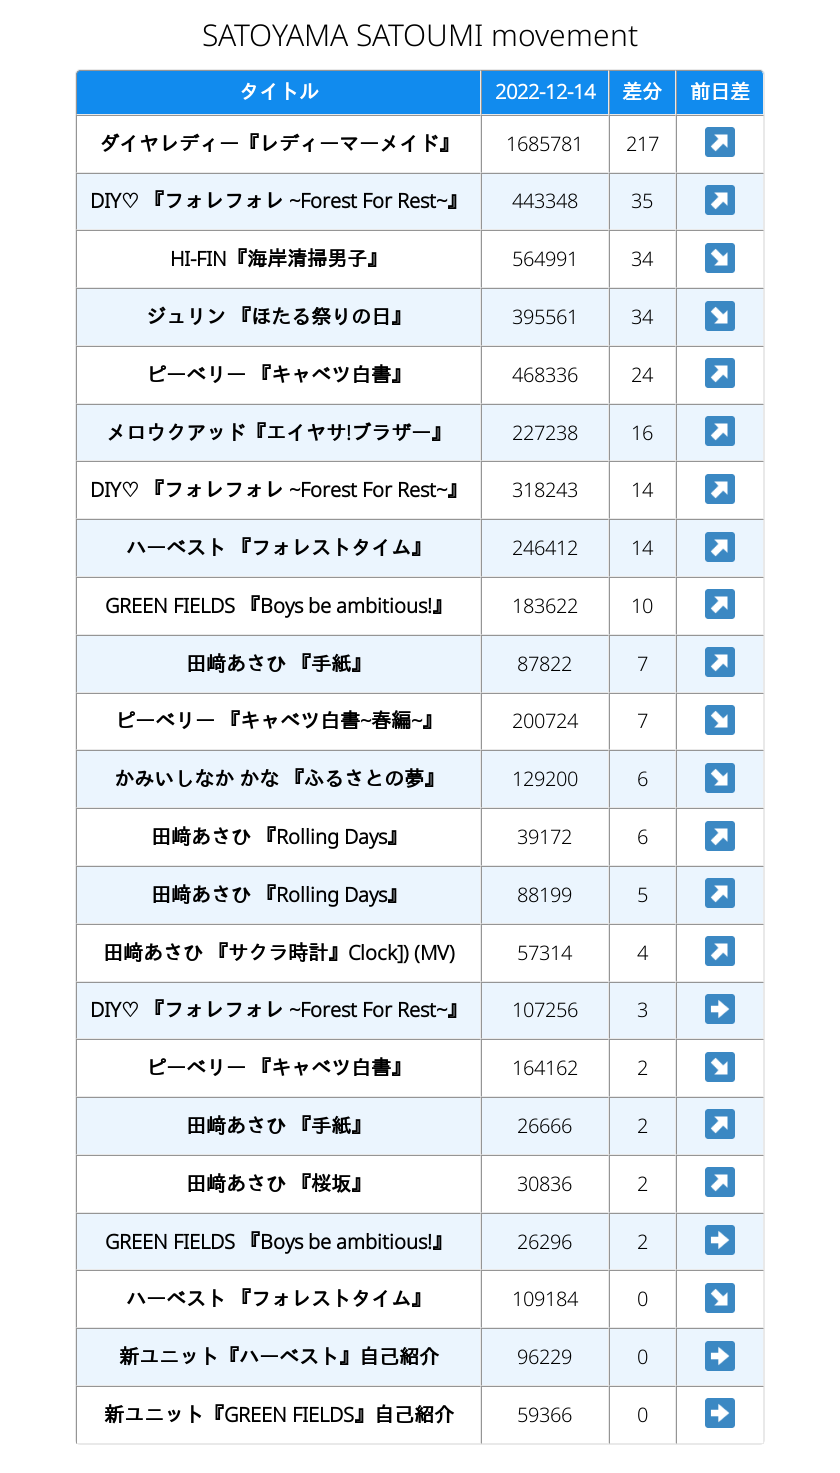 SATOYAMA SATOUMI movement
タイトル 2022-12-14 差分 前日差
ダイヤレディー『レディーマーメイド』 1685781 217
DIY♡ 『フォレフォレ ~Forest For Rest~』 443348 35
HI-FIN『海岸清掃男子』 564991 34
ジュリン 『ほたる祭りの日』 395561 34
ピーベリー 『キャベツ白書』 468336 24
メロウクアッド『エイヤサ!ブラザー』 227238 16
DIY♡ 『フォレフォレ ~Forest For Rest~』 318243 14
ハーベスト 『フォレストタイム』 246412 14
GREEN FIELDS 『Boys be ambitious!』 183622 10
田﨑あさひ 『手紙』 87822 7
ピーベリー 『キャベツ白書~春編~』 200724 7
かみいしなか かな 『ふるさとの夢』 129200 6
田﨑あさひ 『Rolling Days』 39172 6
田﨑あさひ 『Rolling Days』 88199 5
田﨑あさひ 『サクラ時計』Clock]) (MV) 57314 4
DIY♡ 『フォレフォレ ~Forest For Rest~』 107256 3
ピーベリー 『キャベツ白書』 164162 2
田﨑あさひ 『手紙』 26666 2
田﨑あさひ 『桜坂』 30836 2
GREEN FIELDS 『Boys be ambitious!』 26296 2
ハーベスト 『フォレストタイム』 109184 0
新ユニット『ハーベスト』自己紹介 96229 0
新ユニット『GREEN FIELDS』自己紹介 59366 0